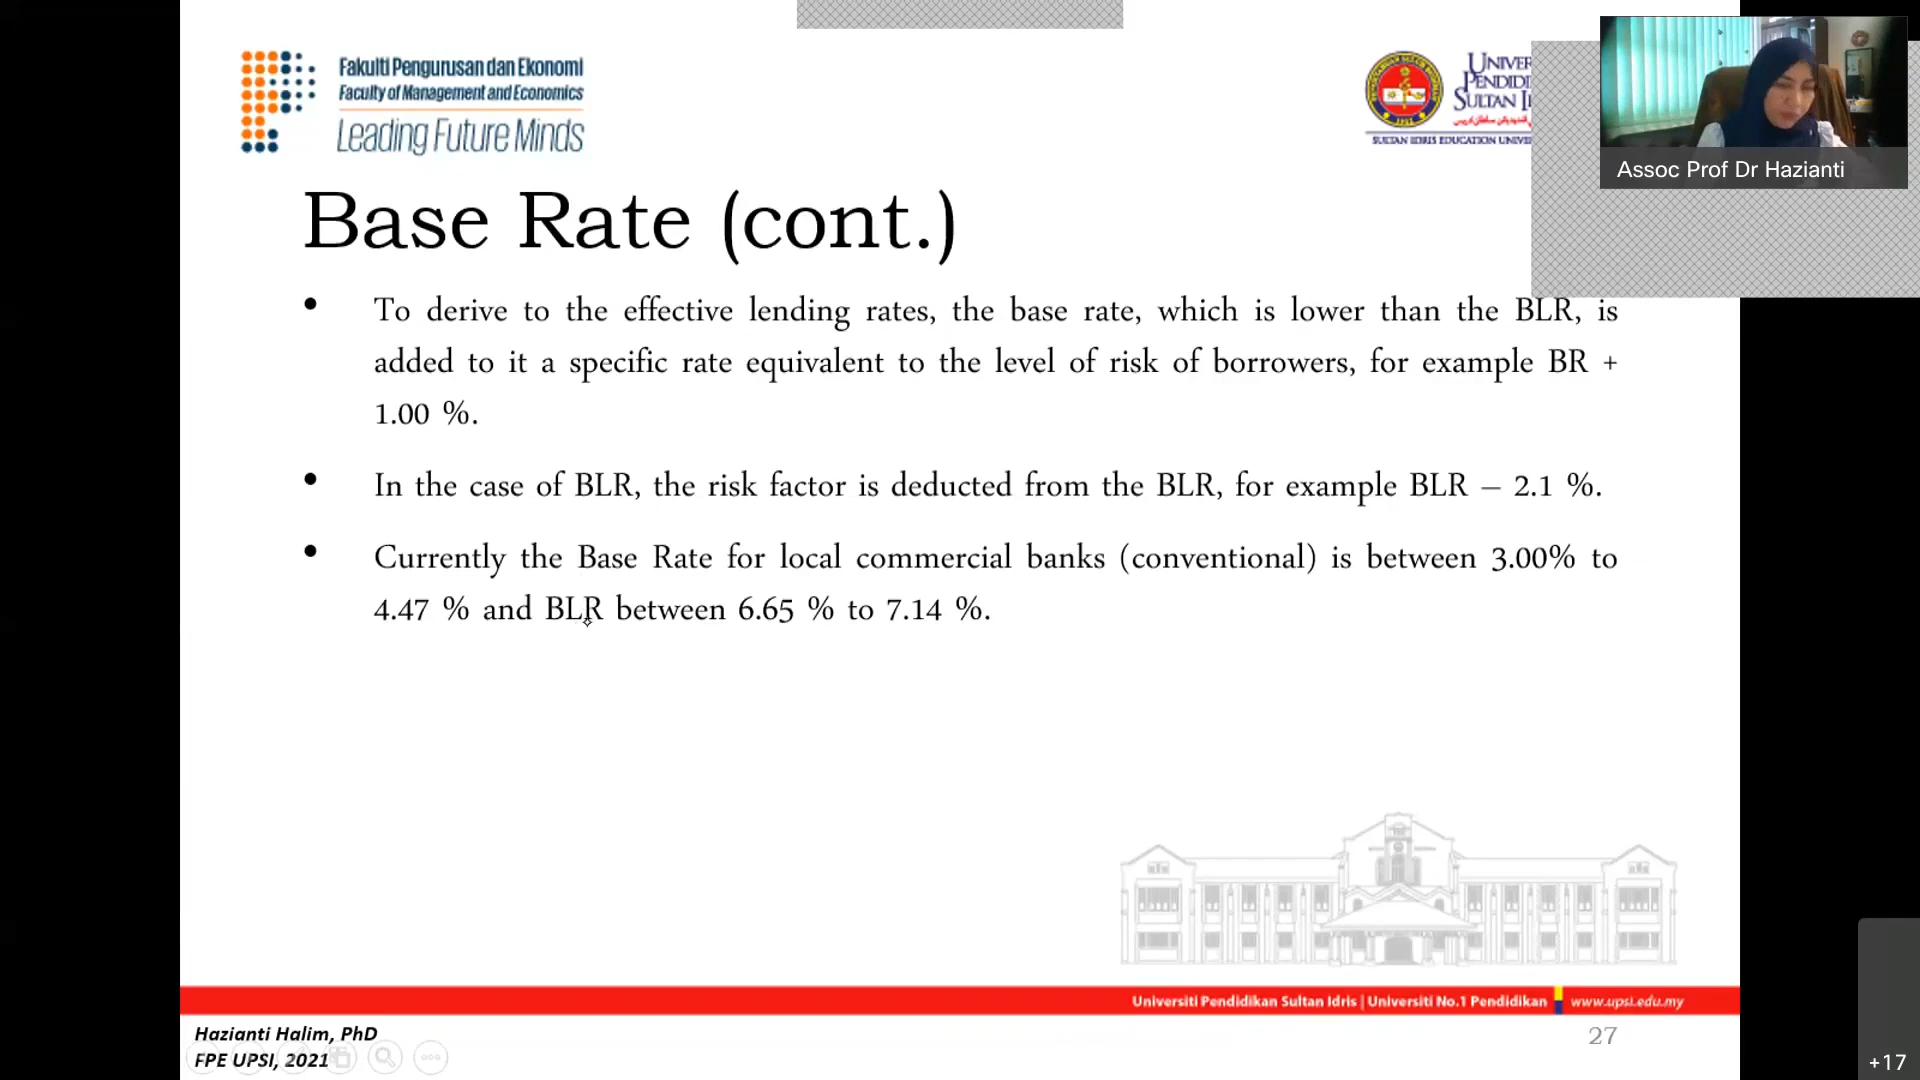 Fakulti Pengurusan dan Ekonomi
Faculty of Management and Economics
Leading Future Minds
SULTAN IDRIS EDUCATION
Assoc Prof Dr Hazianti
Base Rate (cont.)
• To derive to the effective lending rates, the base rate, which is lower than the BLR, is
added to it a specific rate equivalent to the level of risk of borrowers, for example BR +
1.00 %.
• In the case of BLR, the risk factor is deducted from the BLR, for example BLR – 2.1 %.
• Currently the Base Rate for local commercial banks (conventional) is between 3.00% to
4.47 % and BLR between 6.65 % to 7.14 %.
Universiti Pendidikan Sultan Idris | Universiti No.1 Pendidikan www.upsi.edu.my
Hazianti Halim, PhD
FPE UPSI, 2021
27
+17